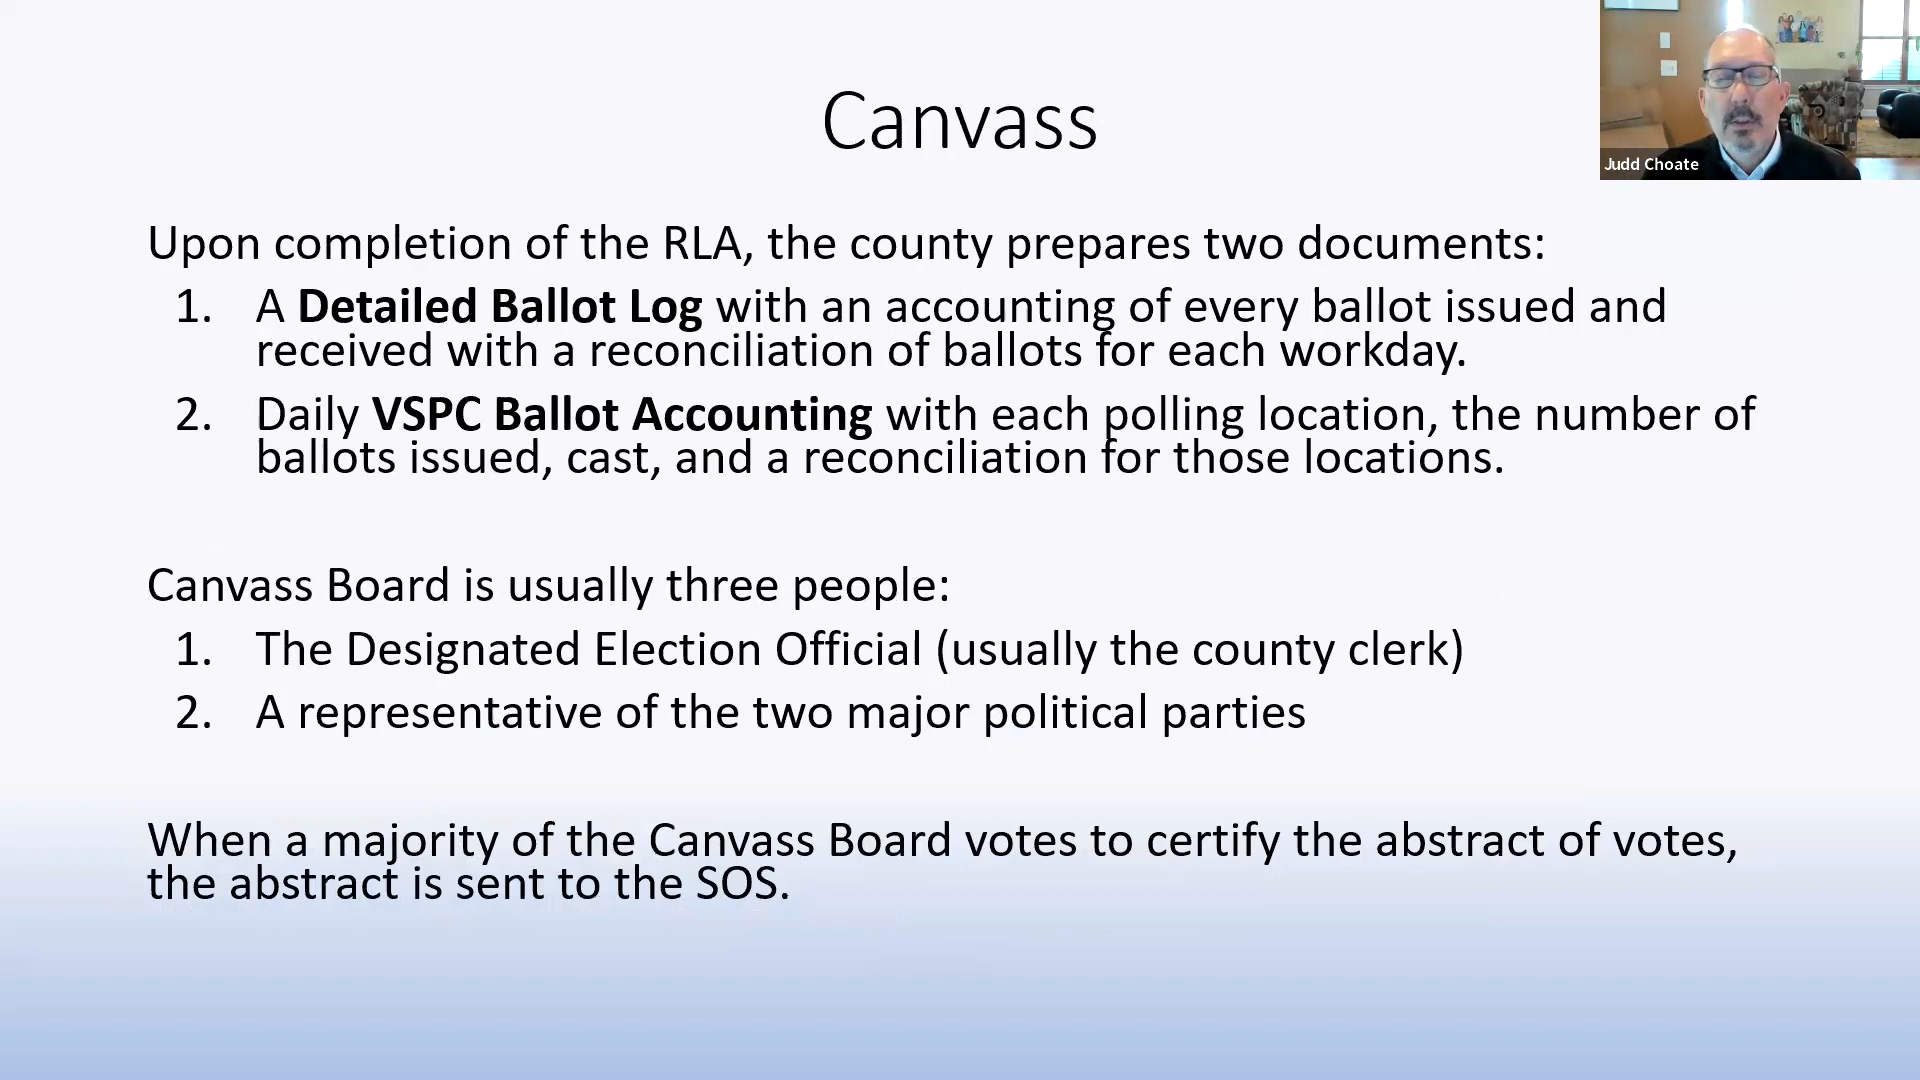 Canvass
Judd Choate
Upon completion of the RLA, the county prepares two documents:
1. A Detailed Ballot Log with an accounting of every ballot issued and
received with a reconciliation of ballots for each workday.
2. Daily VSPC Ballot Accounting with each polling location, the number of
ballots issued, cast, and a reconciliation for those locations.
Canvass Board is usually three people:
1. The Designated Election Official (usually the county clerk)
2. A representative of the two major political parties
When a majority of the Canvass Board votes to certify the abstract of votes,
the abstract is sent to the SOS.